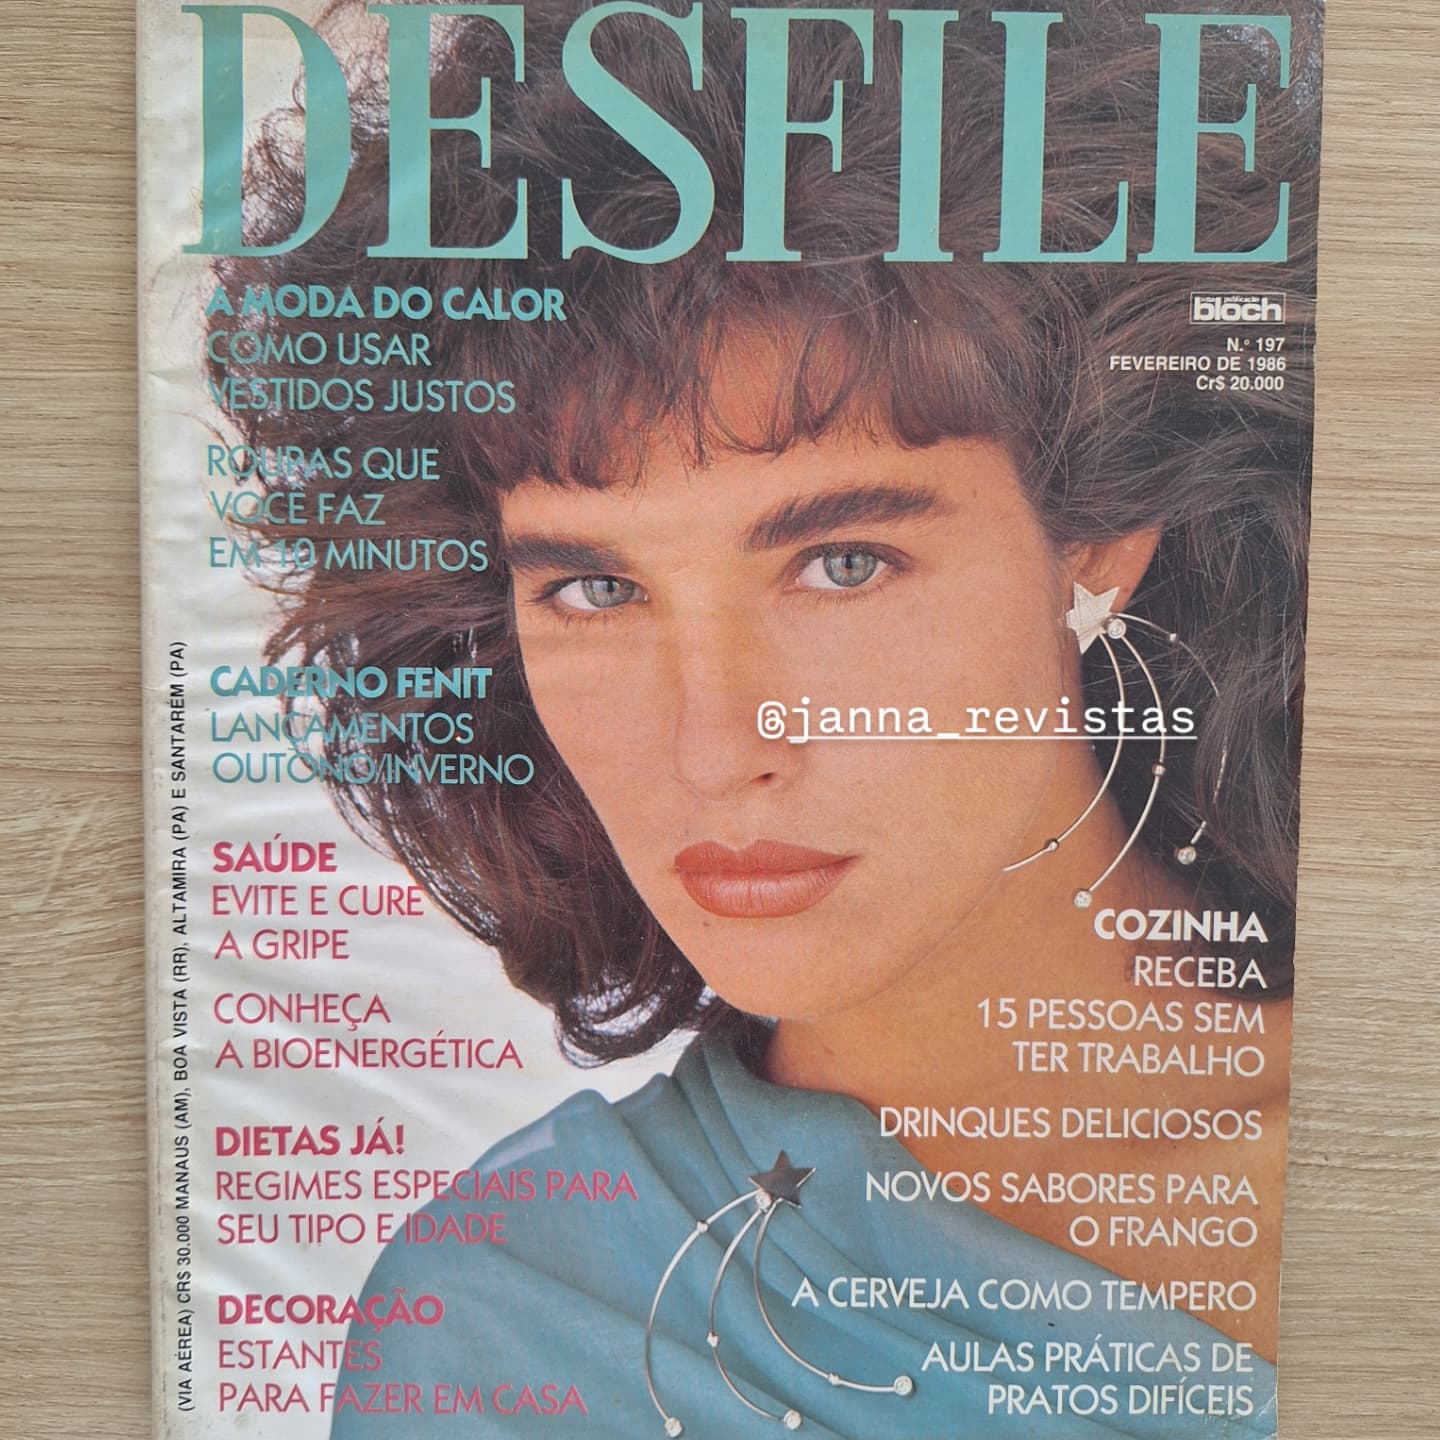 DESFILE
A MODA DO CALOR
COMO USAR
VESTIDOS JUSTOS
ROUPAS QUE
VOCÊ FAZ
EM 10 MINUTOS
CADERNO FENIT
LANÇAMENTOS
OUTONO/INVERNO
SAÚDE
EVITE E CURE
A GRIPE
CONHEÇA
A BIOENERGÉTICA
DIETAS JÁ!
REGIMES ESPECIAIS PARA
SEU TIPO E IDADE
DECORAÇÃO
ESTANTES
PARA FAZER EM CASA
(VIA AÉREA) CR$ 30.000 MANAUS (AM), BOA VISTA (RR), ALTAMIRA (PA) E SANTARÉM (PA)
publicação
bloch
N.º 197
FEVEREIRO DE 1986
Cr$ 20.000
@janna_revistas
COZINHA
RECEBA
15 PESSOAS SEM
TER TRABALHO
DRINQUES DELICIOSOS
NOVOS SABORES PARA
O FRANGO
A CERVEJA COMO TEMPERO
AULAS PRÁTICAS DE
PRATOS DIFÍCEIS